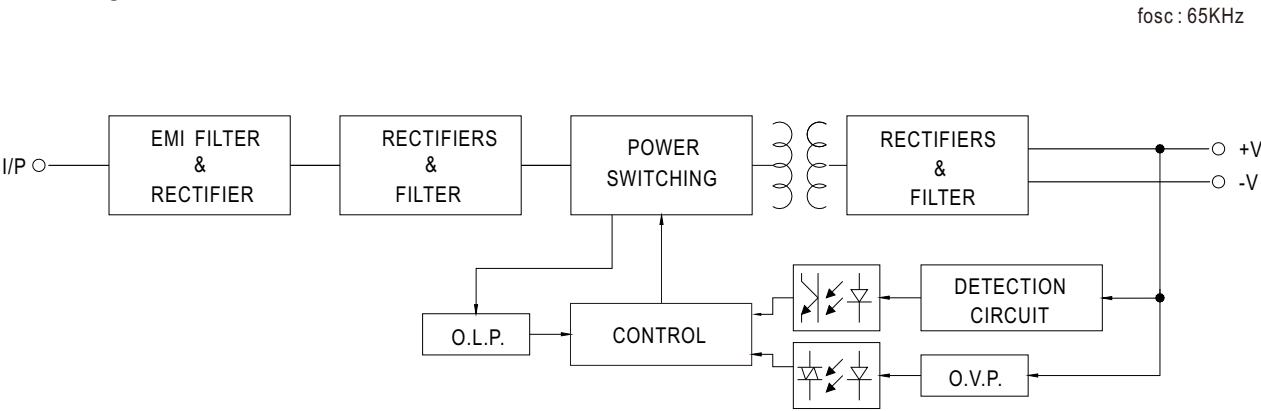 fosc : 65KHz
I/P
EMI FILTER
&
RECTIFIER
RECTIFIERS
&
FILTER
POWER
SWITCHING
RECTIFIERS
&
FILTER
+V
-V
DETECTION
CIRCUIT
O.L.P.
CONTROL
O.V.P.